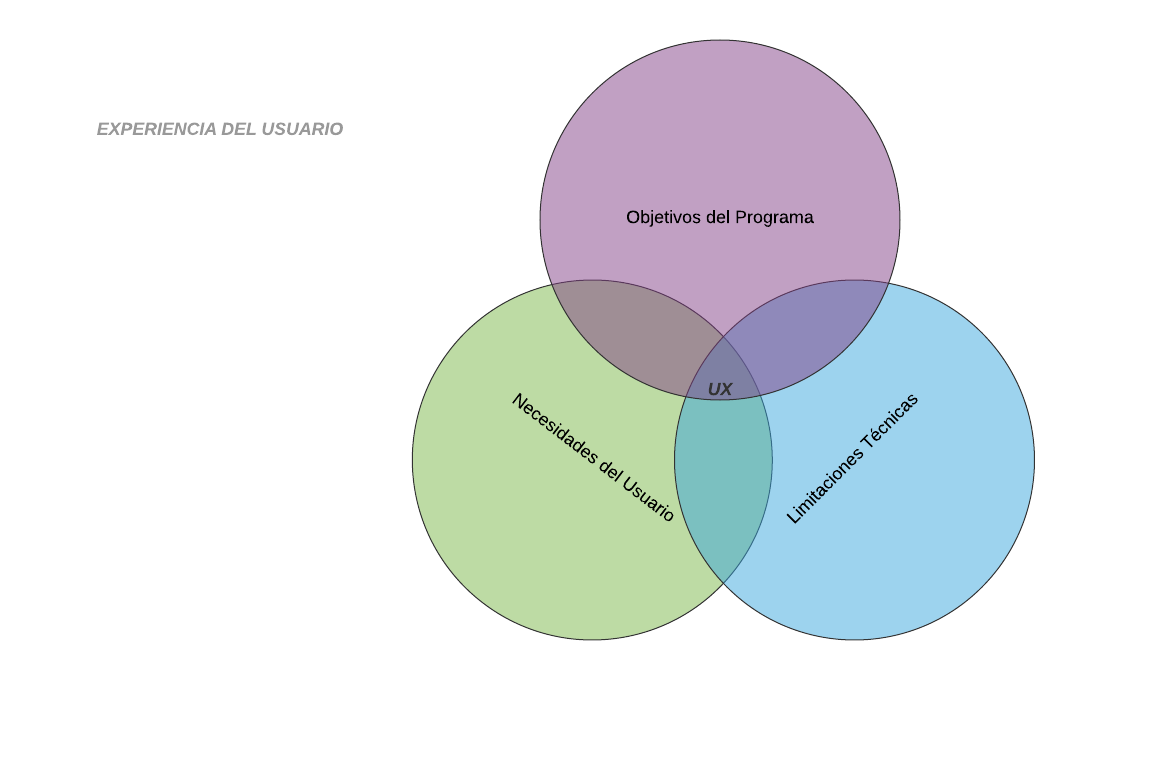 EXPERIENCIA DEL USUARIO
Objetivos del Programa
UX
Necesidades del Usuario
Limitaciones Técnicas